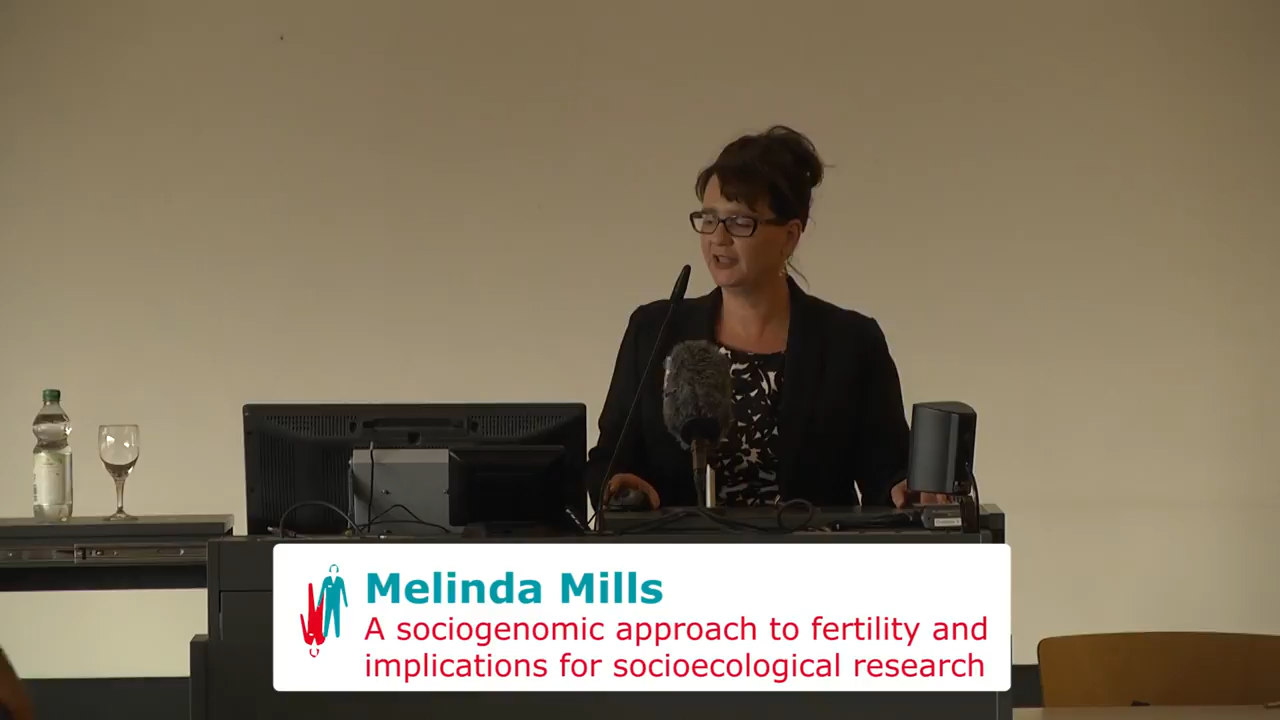 Melinda Mills
A sociogenomic approach to fertility and
implications for socioecological research